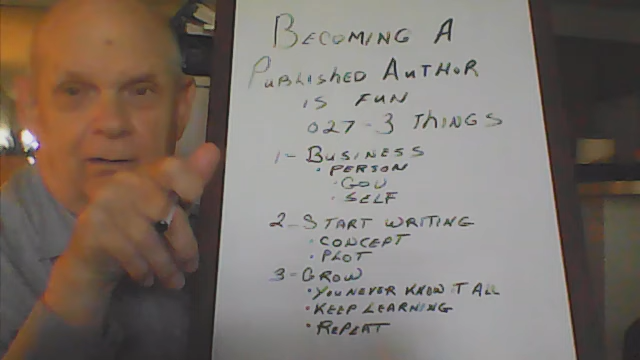 BECOMING A
PUBLISHED AUTHOR
IS FUN
027-3 THINGS
1- BUSINESS
• PERSON
• GOV
• SELF
2-START WRITING
• CONCEPT
• PLOT
3-GROW
• YOU NEVER KNOW IT ALL
• KEEP LEARNING
• REPEAT